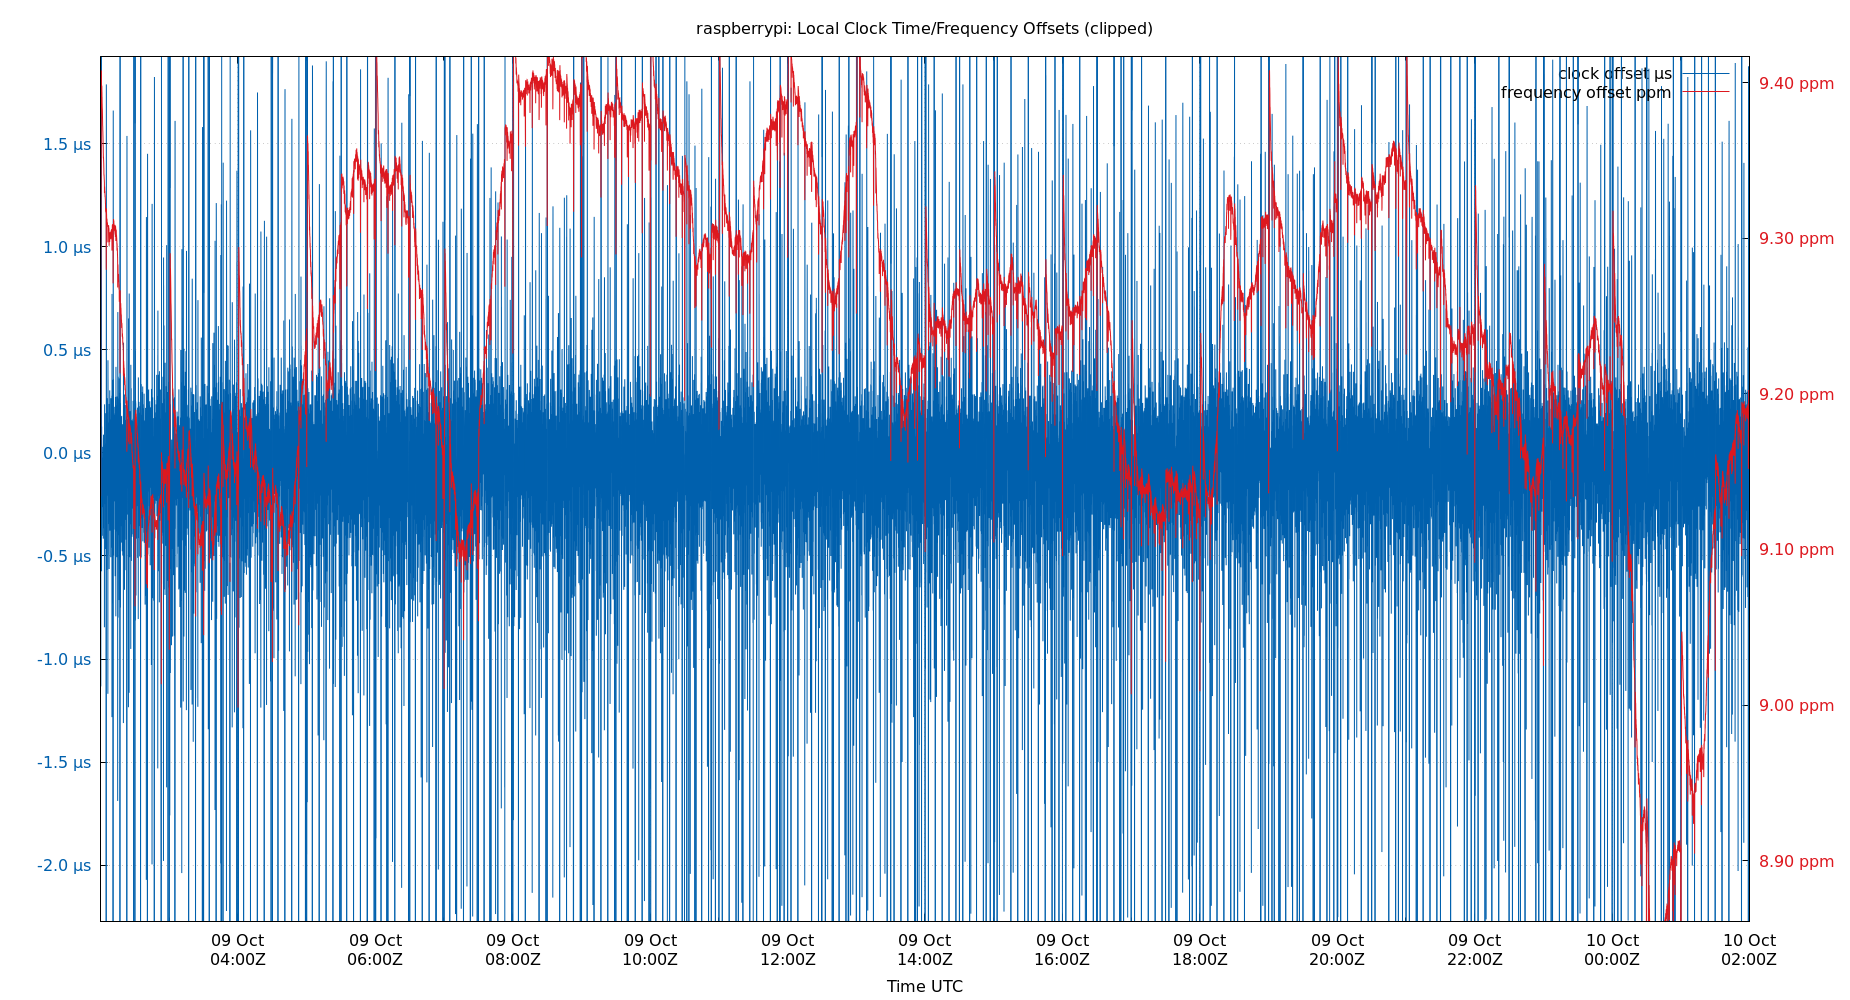 raspberrypi: Local Clock Time/Frequency Offsets (clipped)
clock offset µs
frequency offset ppm
1.5 µs
1.0 µs
0.5 µs
0.0 µs
-0.5 µs
-1.0 µs
-1.5 µs
-2.0 µs
9.40 ppm
9.30 ppm
9.20 ppm
9.10 ppm
9.00 ppm
8.90 ppm
09 Oct 09 Oct 09 Oct 09 Oct 09 Oct 09 Oct 09 Oct 09 Oct 09 Oct 09 Oct 10 Oct 10 Oct
04:00Z 06:00Z 08:00Z 10:00Z 12:00Z 14:00Z 16:00Z 18:00Z 20:00Z 22:00Z 00:00Z 02:00Z
Time UTC